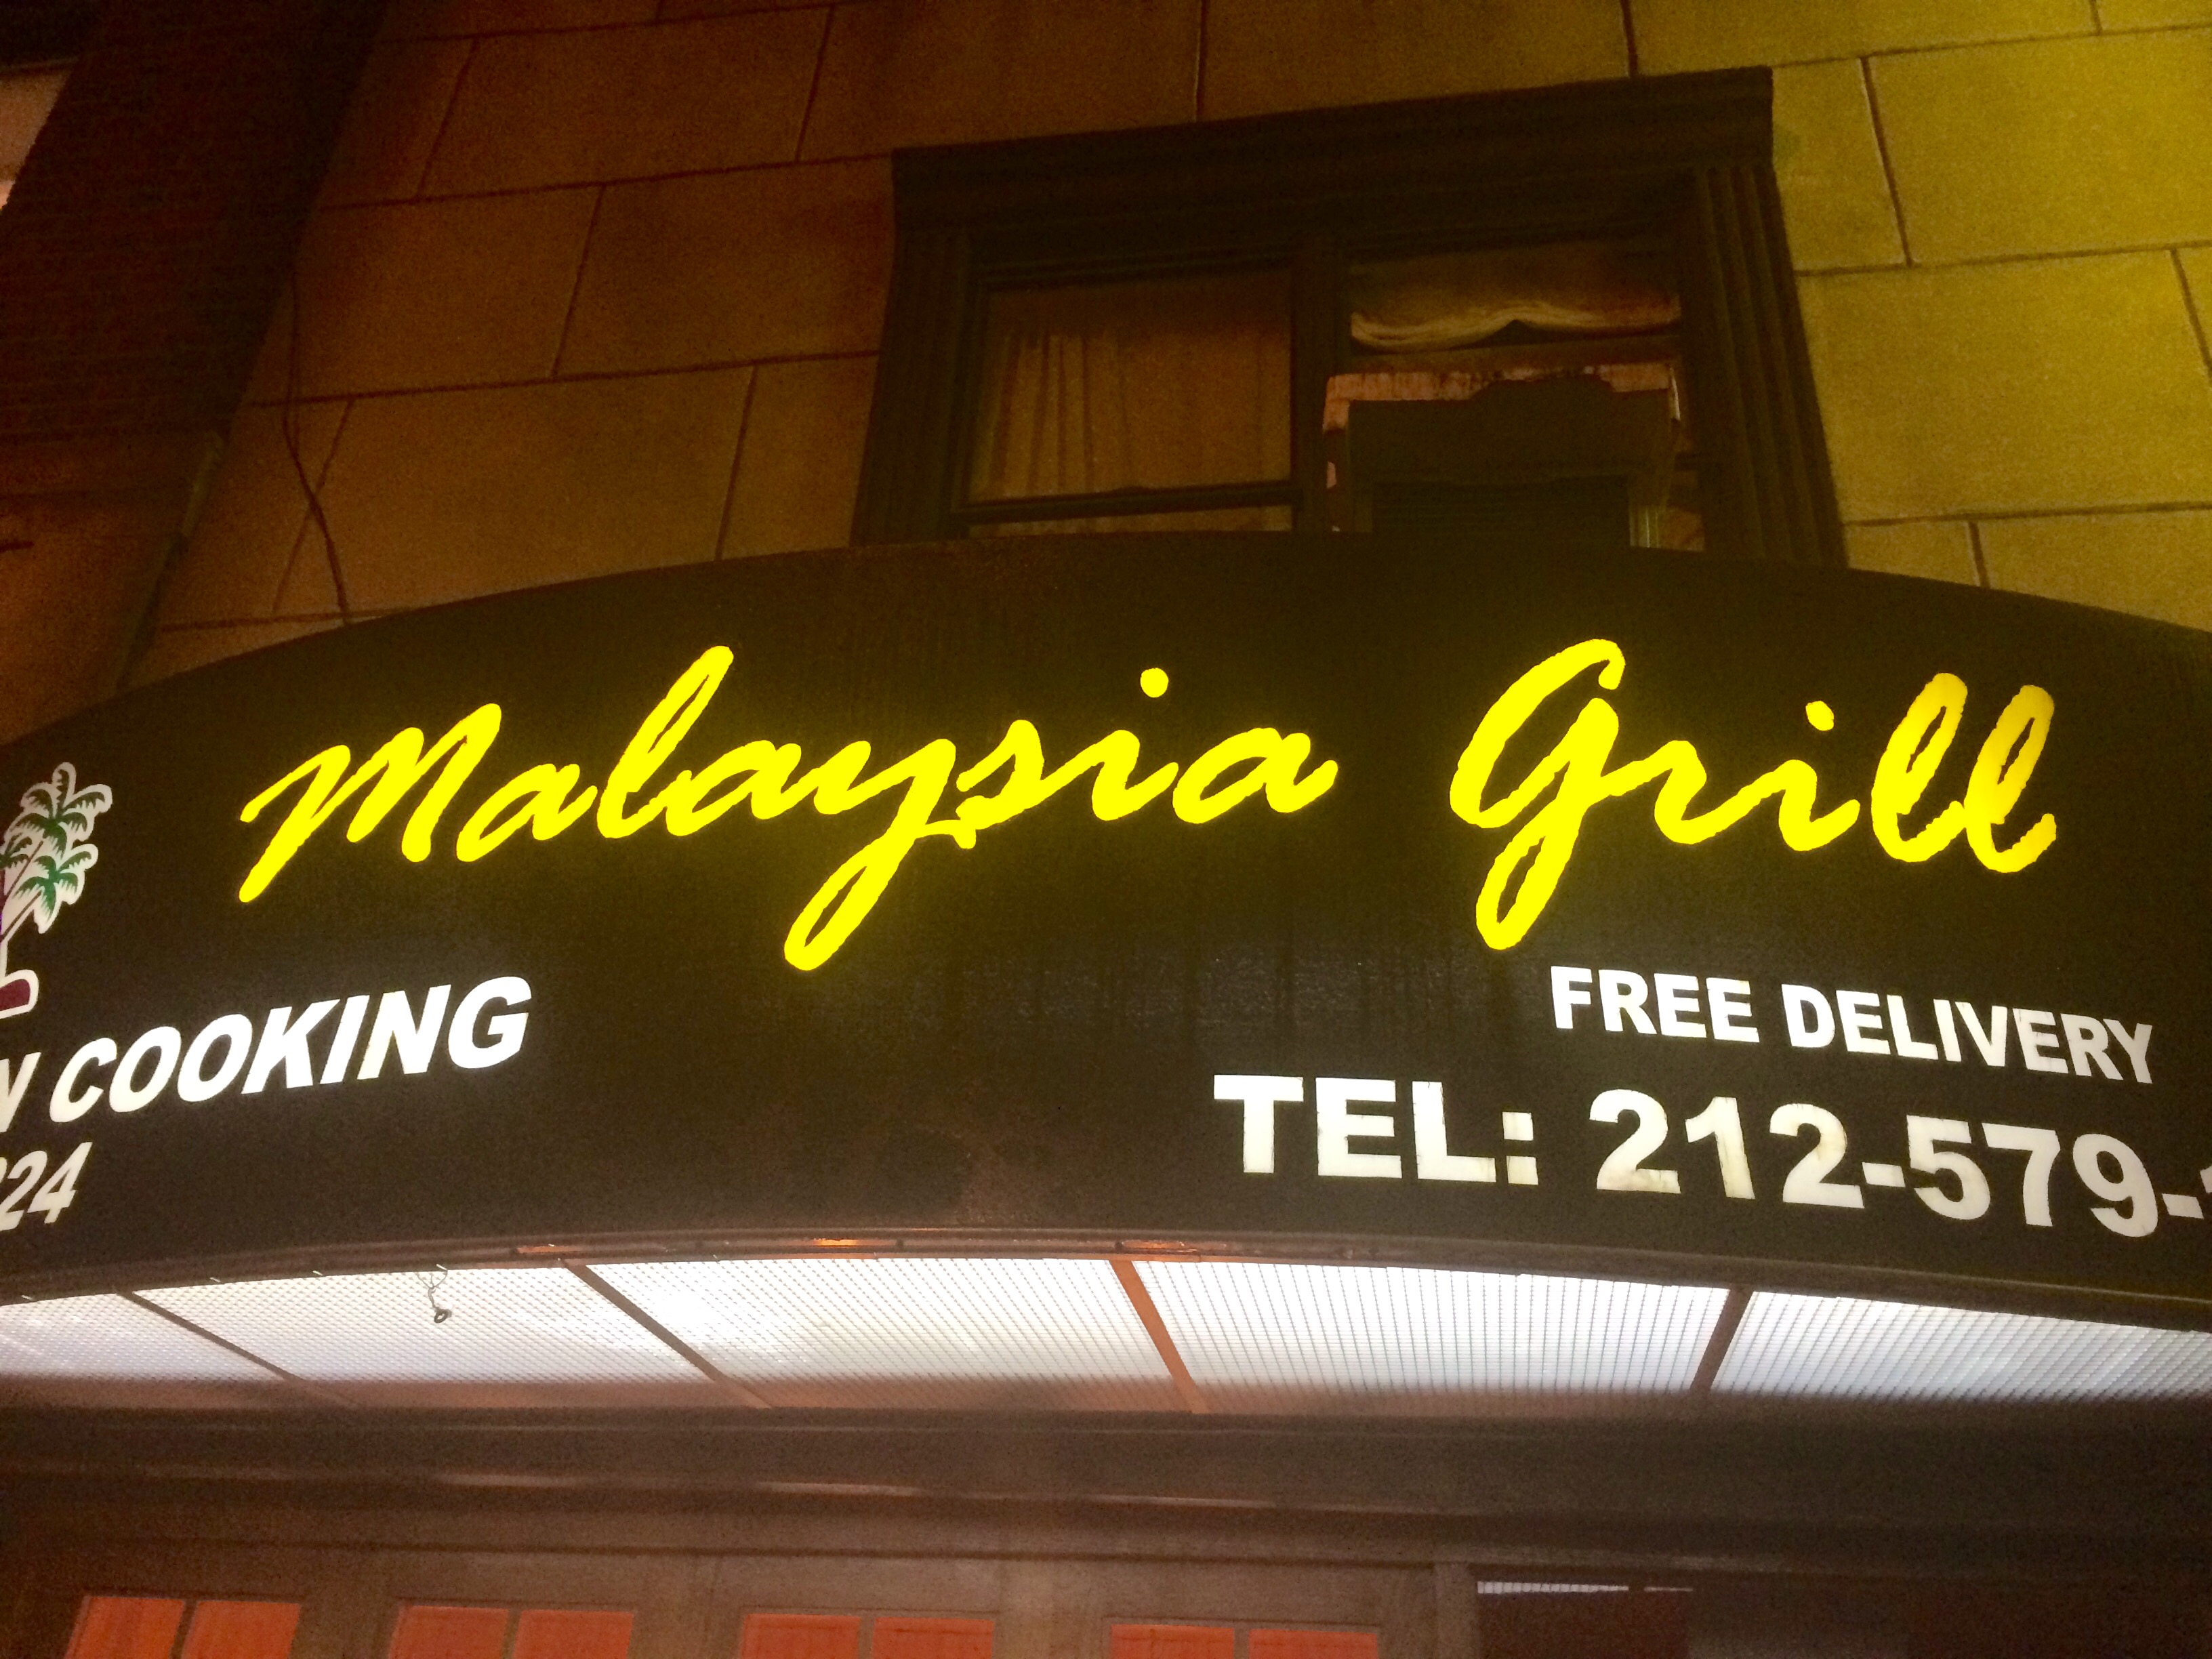 Malaysia Grill
COOKING
FREE DELIVERY
24
TEL: 212-579-